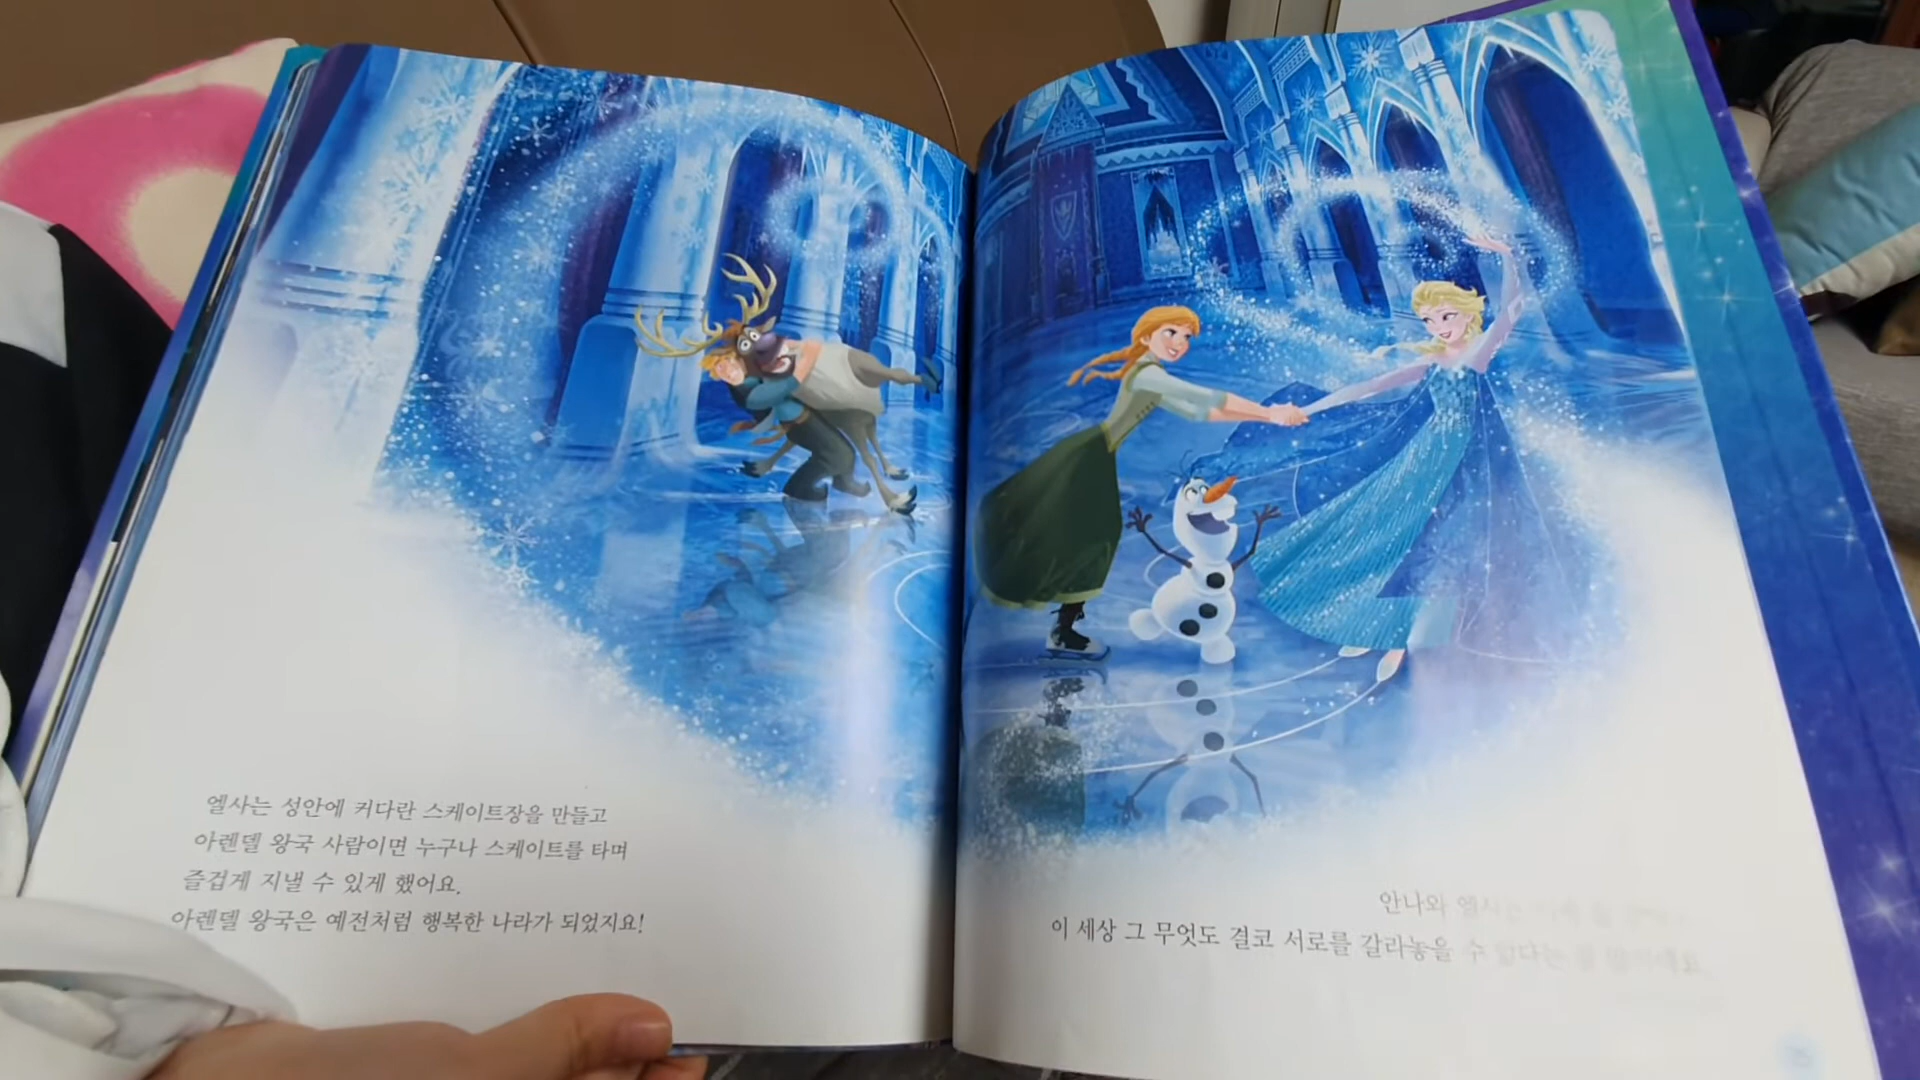 엘사는 성안에 커다란 스케이트장을 만들고
아렌델 왕국 사람이면 누구나 스케이트를 타며
즐겁게 지낼 수 있게 했어요.
아렌델 왕국은 예전처럼 행복한 나라가 되었지요!
안나와
이 세상 그 무엇도 결코 서로를 갈라놓을 수